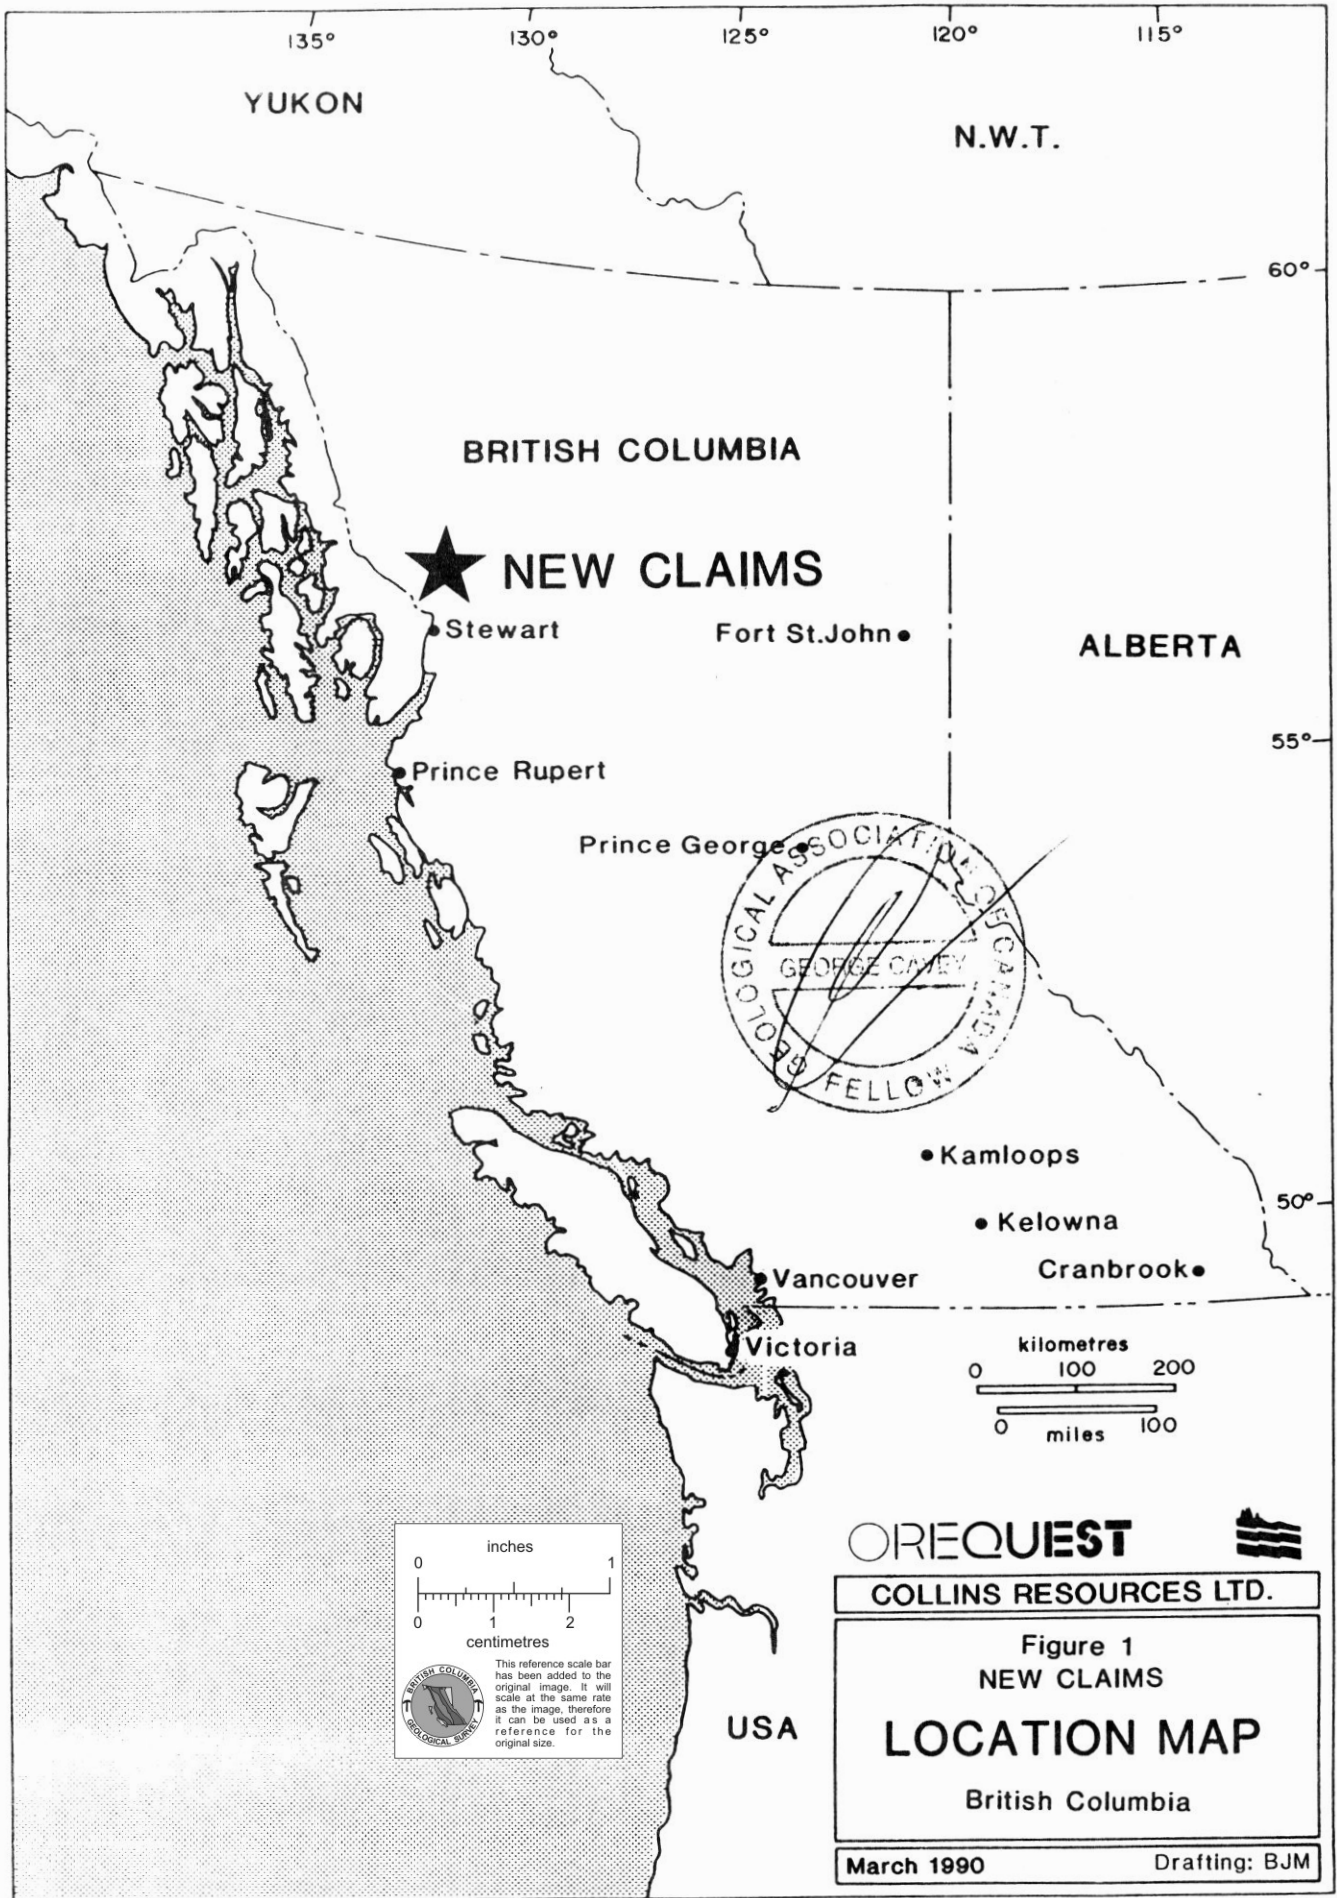 135° 130° 125° 120° 115°
YUKON
N.W.T.
60°
BRITISH COLUMBIA
NEW CLAIMS
Stewart
Fort St.John
ALBERTA
55°
Prince Rupert
Prince George
GEOLOGICAL ASSOCIATION OF CANADA
GEORGE CAVEY
FELLOW
Kamloops
50°
Kelowna
Cranbrook
Vancouver
Victoria
kilometres
0 100 200
0 100
miles
inches
0 1
0 1 2
centimetres
BRITISH COLUMBIA
GEOLOGICAL SURVEY
This reference scale bar
has been added to the
original image. It will
scale at the same rate
as the image, therefore
it can be used as a
reference for the
original size.
USA
OREQUEST
COLLINS RESOURCES LTD.
Figure 1
NEW CLAIMS
LOCATION MAP
British Columbia
March 1990 Drafting: BJM